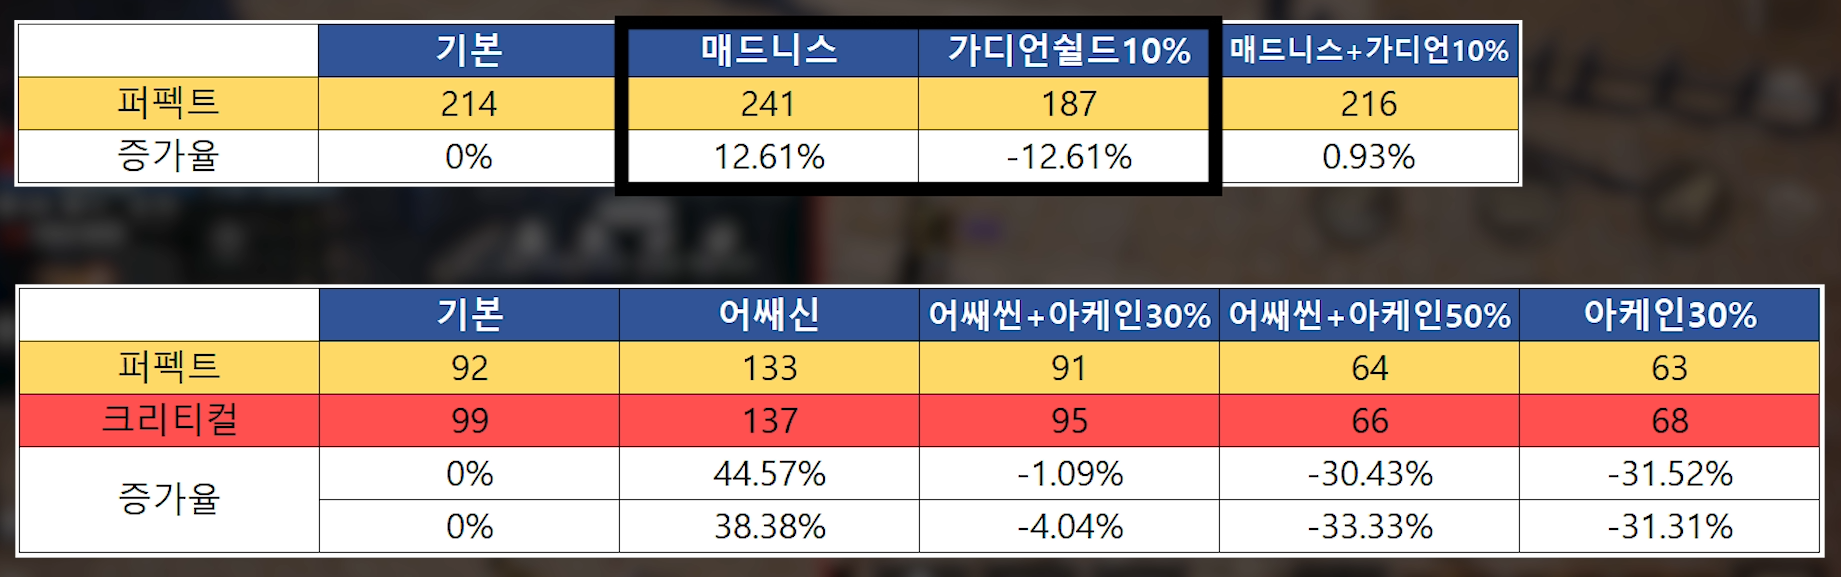 기본 매드니스 가디언쉴드10% 매드니스+가디언10%
퍼펙트 214 241 187 216
증가율 0% 12.61% -12.61% 0.93%
기본 어쌔신 어쌔씬+아케인30% 어쌔씬+아케인50% 아케인30%
퍼펙트 92 133 91 64 63
크리티컬 99 137 95 66 68
증가율 0% 44.57% -1.09% -30.43% -31.52%
0% 38.38% -4.04% -33.33% -31.31%